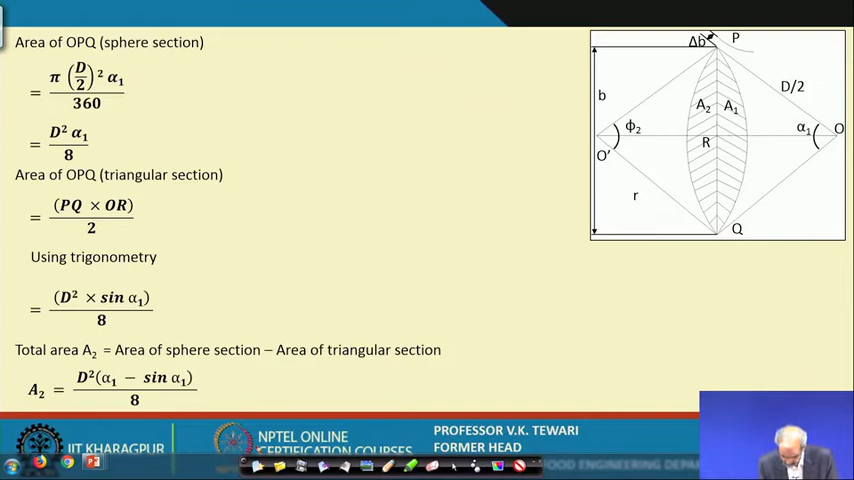 Area of OPQ (sphere section)
= π (D/2)² α₁ / 360
= D² α₁ / 8
Area of OPQ (triangular section)
= (PQ × OR) / 2
Using trigonometry
= (D² × sin α₁) / 8
Total area A₂ = Area of sphere section – Area of triangular section
A₂ = D²(α₁ − sin α₁) / 8
Δb
P
b
D/2
A₂
A₁
ϕ₂
α₁
O
R
O'
r
Q
IIT KHARAGPUR
NPTEL ONLINE
CERTIFICATION COURSES
PROFESSOR V.K. TEWARI
FORMER HEAD
FOOD ENGINEERING